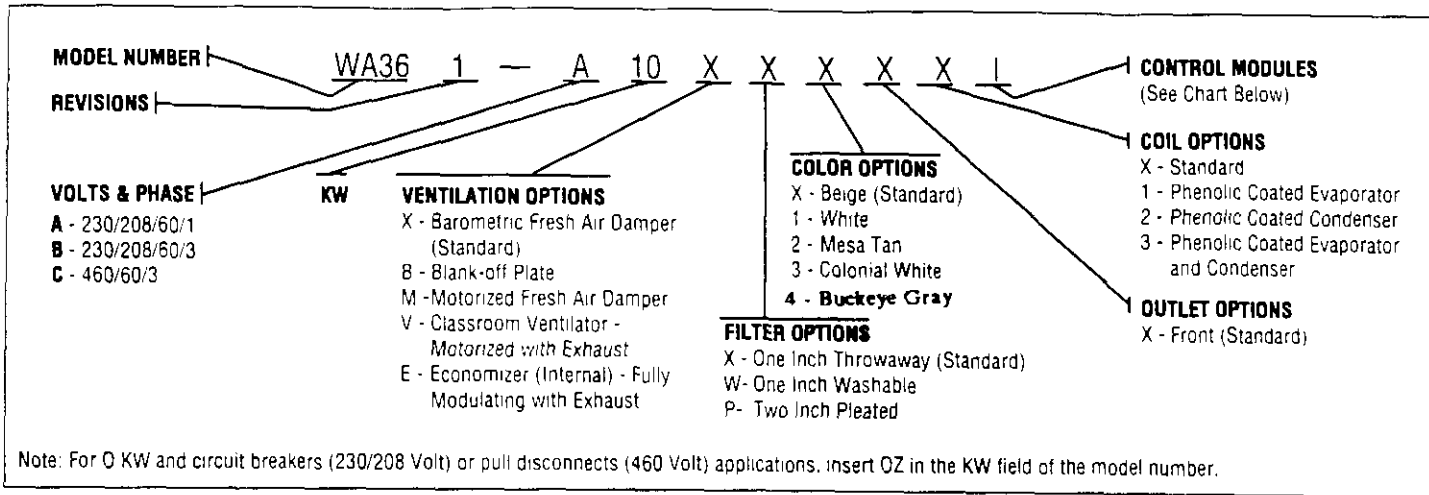 MODEL NUMBER
WA36 1 — A 10 X X X X X 1
REVISIONS
CONTROL MODULES
(See Chart Below)
VOLTS & PHASE
A - 230/208/60/1
B - 230/208/60/3
C - 460/60/3
KW
VENTILATION OPTIONS
X - Barometric Fresh Air Damper
(Standard)
B - Blank-off Plate
M - Motorized Fresh Air Damper
V - Classroom Ventilator -
Motorized with Exhaust
E - Economizer (Internal) - Fully
Modulating with Exhaust
COLOR OPTIONS
X - Beige (Standard)
1 - White
2 - Mesa Tan
3 - Colonial White
4 - Buckeye Gray
FILTER OPTIONS
X - One Inch Throwaway (Standard)
W- One Inch Washable
P- Two Inch Pleated
COIL OPTIONS
X - Standard
1 - Phenolic Coated Evaporator
2 - Phenolic Coated Condenser
3 - Phenolic Coated Evaporator
and Condenser
OUTLET OPTIONS
X - Front (Standard)
Note: For 0 KW and circuit breakers (230/208 Volt) or pull disconnects (460 Volt) applications, insert 0Z in the KW field of the model number.